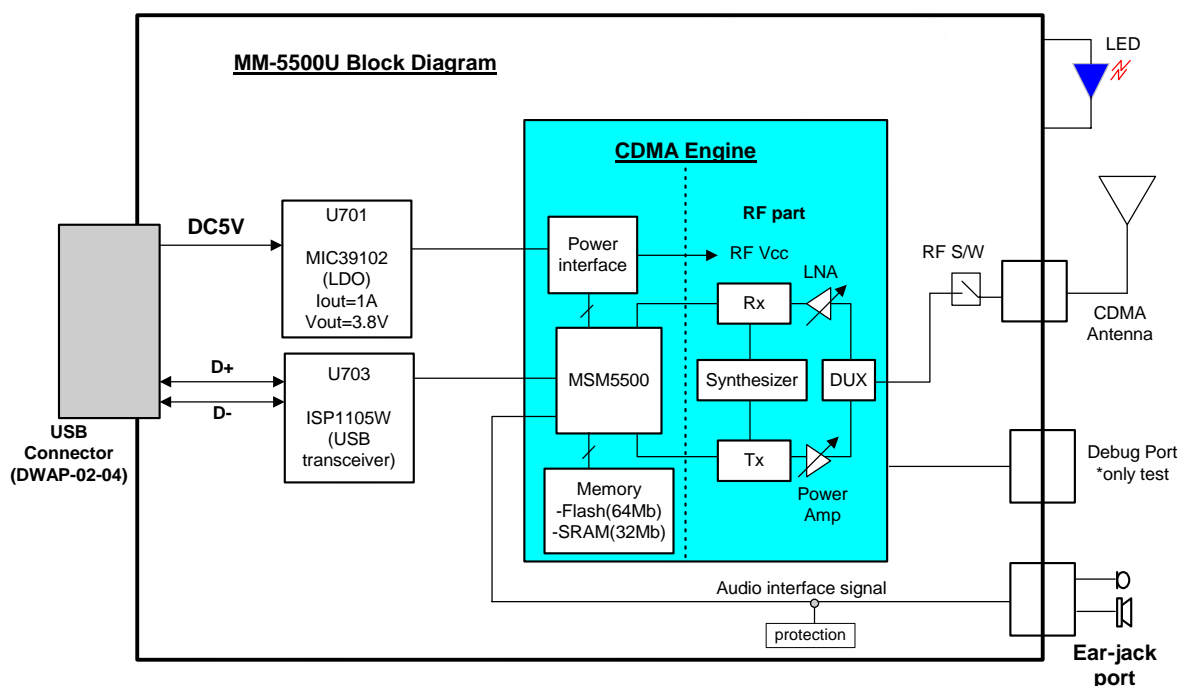 MM-5500U Block Diagram
LED
CDMA Engine
U701
MIC39102
(LDO)
Iout=1A
Vout=3.8V
DC5V
Power
interface
RF part
RF Vcc
LNA
RF S/W
CDMA
Antenna
Rx
MSM5500
Synthesizer
DUX
D+
D-
U703
ISP1105W
(USB
transceiver)
USB
Connector
(DWAP-02-04)
Tx
Power
Amp
Debug Port
*only test
Memory
-Flash(64Mb)
-SRAM(32Mb)
Audio interface signal
protection
Ear-jack
port